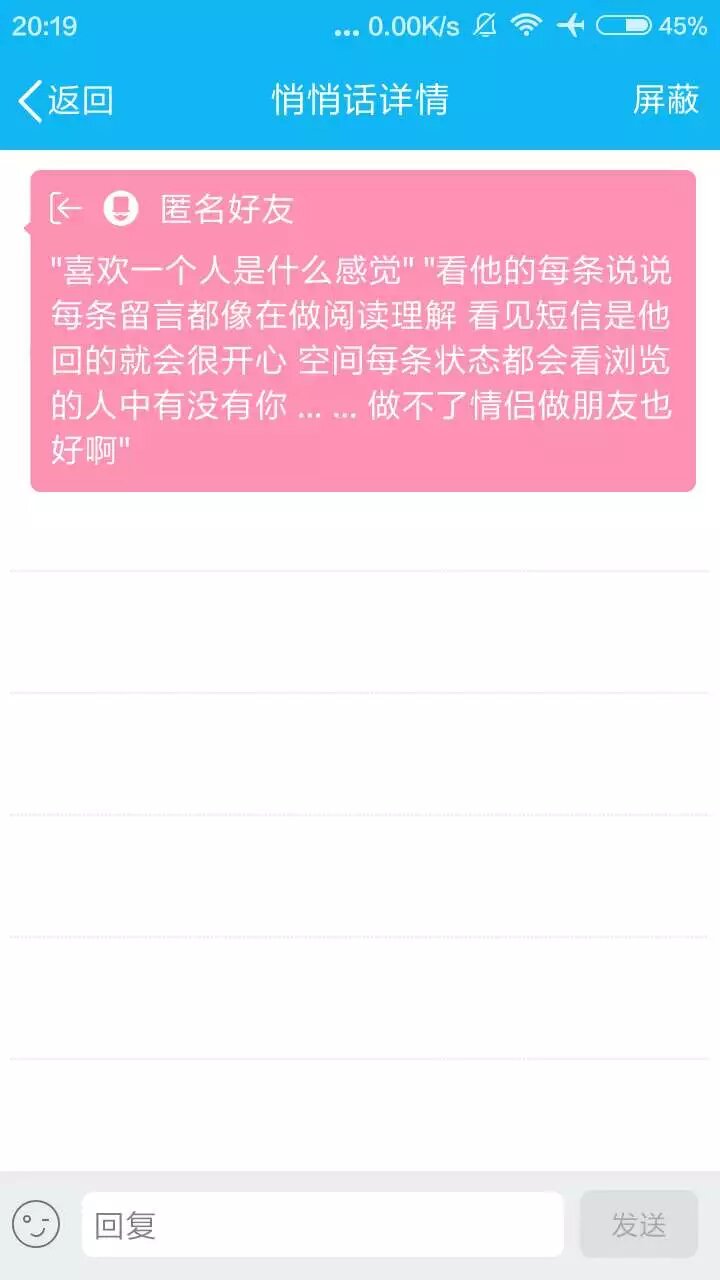 20:19 ... 0.00K/s 45%
返回 悄悄话详情 屏蔽
匿名好友
"喜欢一个人是什么感觉" "看他的每条说说
每条留言都像在做阅读理解 看见短信是他
回的就会很开心 空间每条状态都会看浏览
的人中有没有你 ... ... 做不了情侣做朋友也
好啊"
回复 发送